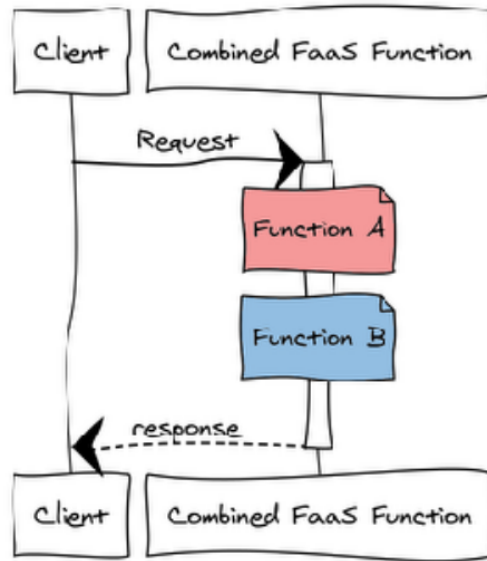 Client
Combined FaaS Function
Request
Function A
Function B
response
Client
Combined FaaS Function